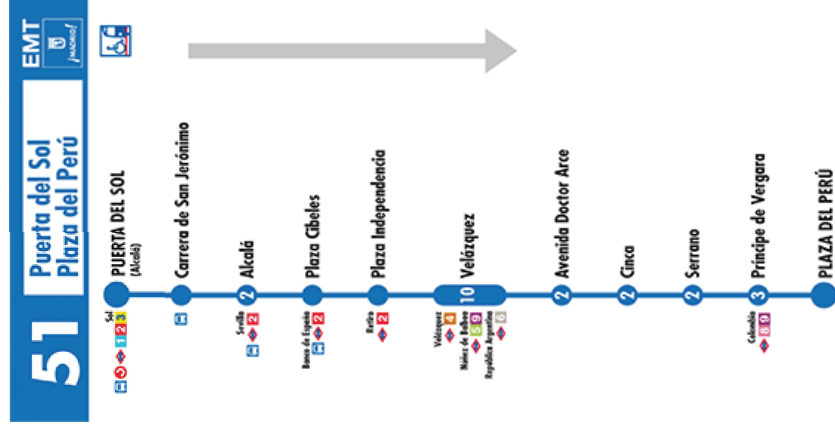 51
Puerta del Sol
Plaza del Perú
EMT
¡MADRID!
Sol
1 2 3
PUERTA DEL SOL
(Alcalá)
Carrera de San Jerónimo
Sevilla
2
2 Alcalá
Banco de España
2
Plaza Cibeles
Retiro
2
Plaza Independencia
Velázquez
4
Núñez de Balboa
5 9
República Argentina
6
10 Velázquez
2 Avenida Doctor Arce
2 Cinca
2 Serrano
Colombia
8 9
3 Príncipe de Vergara
PLAZA DEL PERÚ